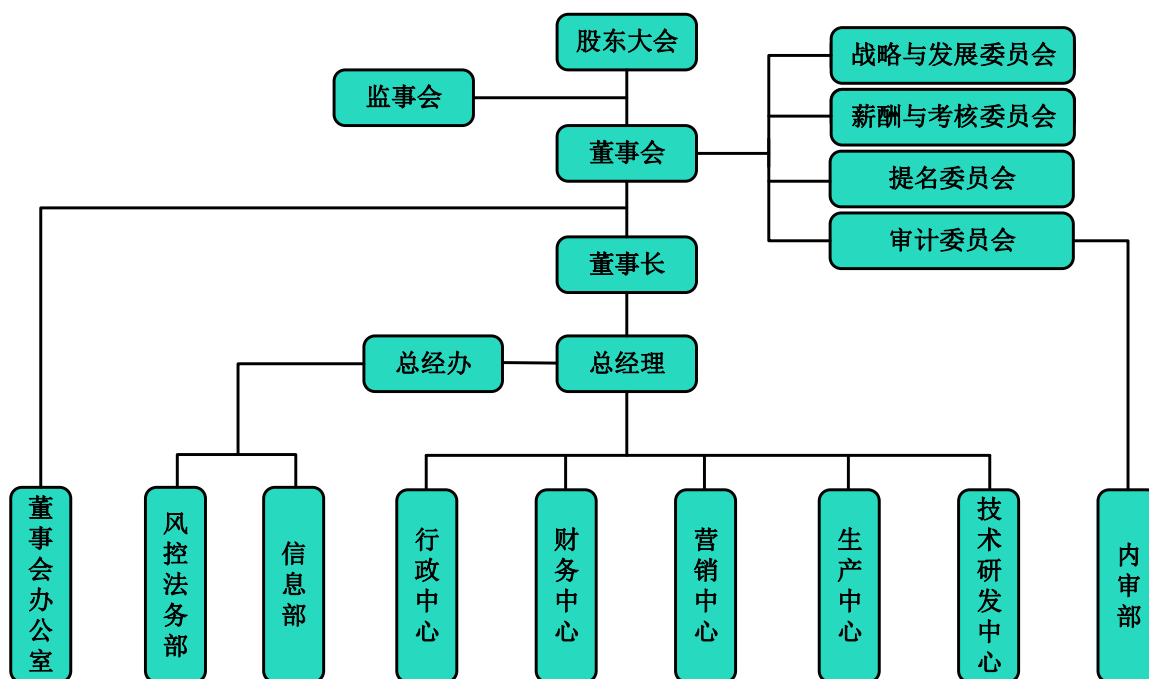 股东大会
战略与发展委员会
监事会
薪酬与考核委员会
董事会
提名委员会
审计委员会
董事长
总经办
总经理
董事会办公室
风控法务部
信息部
行政中心
财务中心
营销中心
生产中心
技术研发中心
内审部